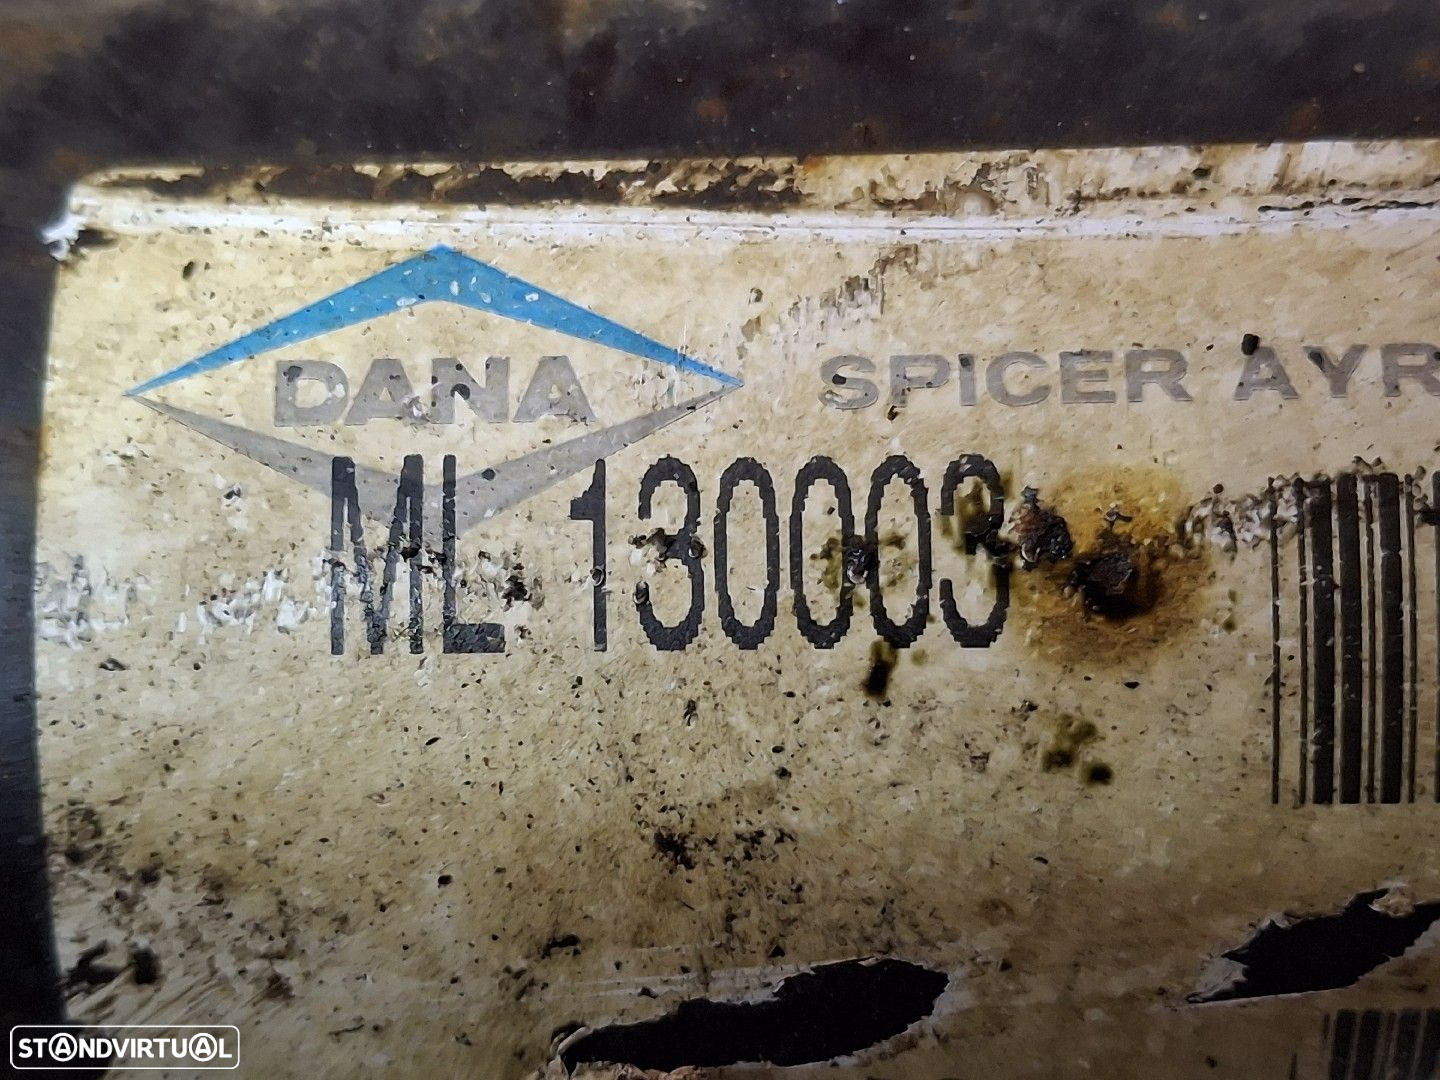 DANA SPICER AYR
ML 130003
STANDVIRTUAL